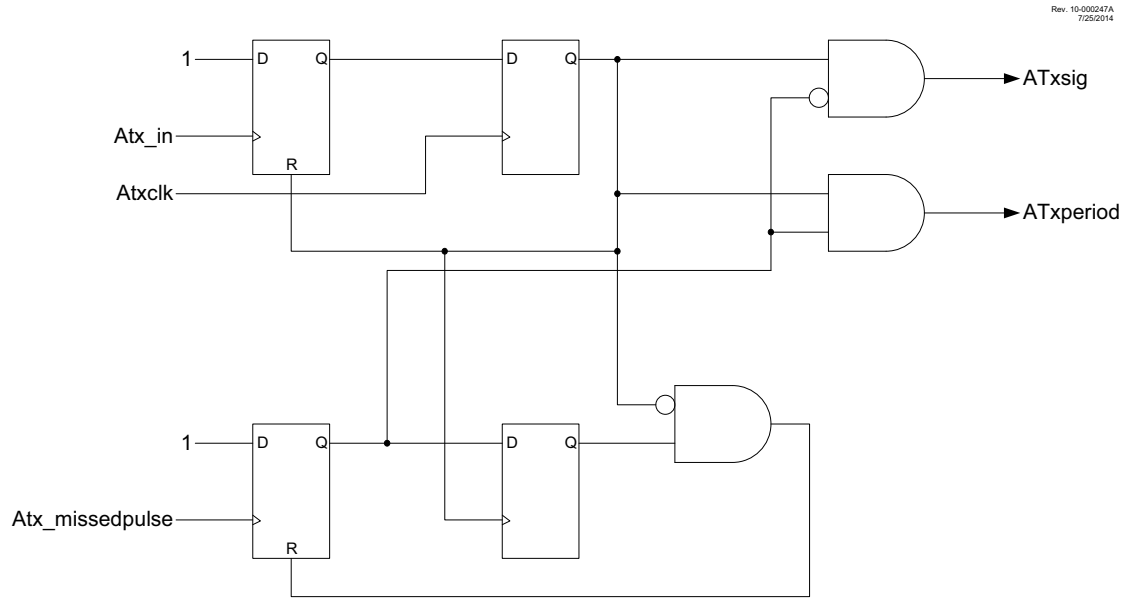 Rev. 10-000247A
7/25/2014
1 D Q D Q
ATxsig
Atx_in
R
Atxclk
ATxperiod
1 D Q D Q
Atx_missedpulse
R